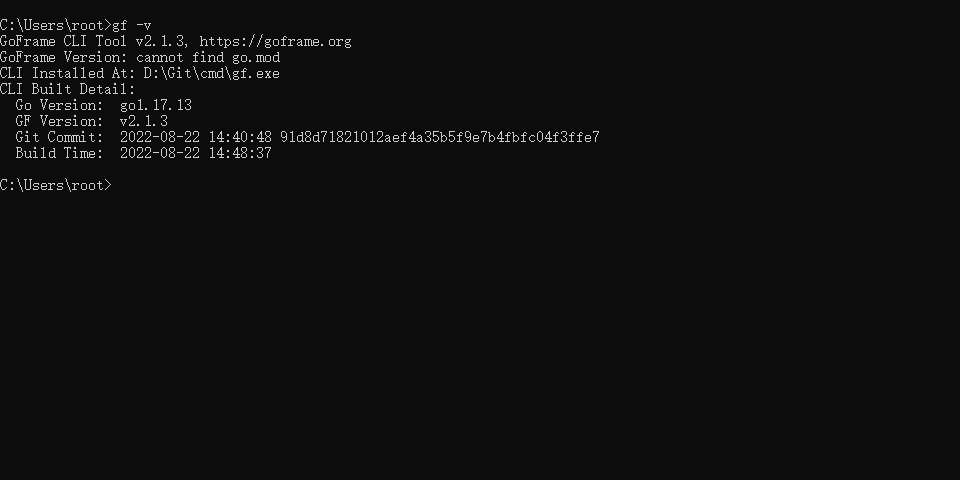 C:\Users\root>gf -v
GoFrame CLI Tool v2.1.3, https://goframe.org
GoFrame Version: cannot find go.mod
CLI Installed At: D:\Git\cmd\gf.exe
CLI Built Detail:
  Go Version:  go1.17.13
  GF Version:  v2.1.3
  Git Commit:  2022-08-22 14:40:48 91d8d71821012aef4a35b5f9e7b4fbfc04f3ffe7
  Build Time:  2022-08-22 14:48:37
C:\Users\root>